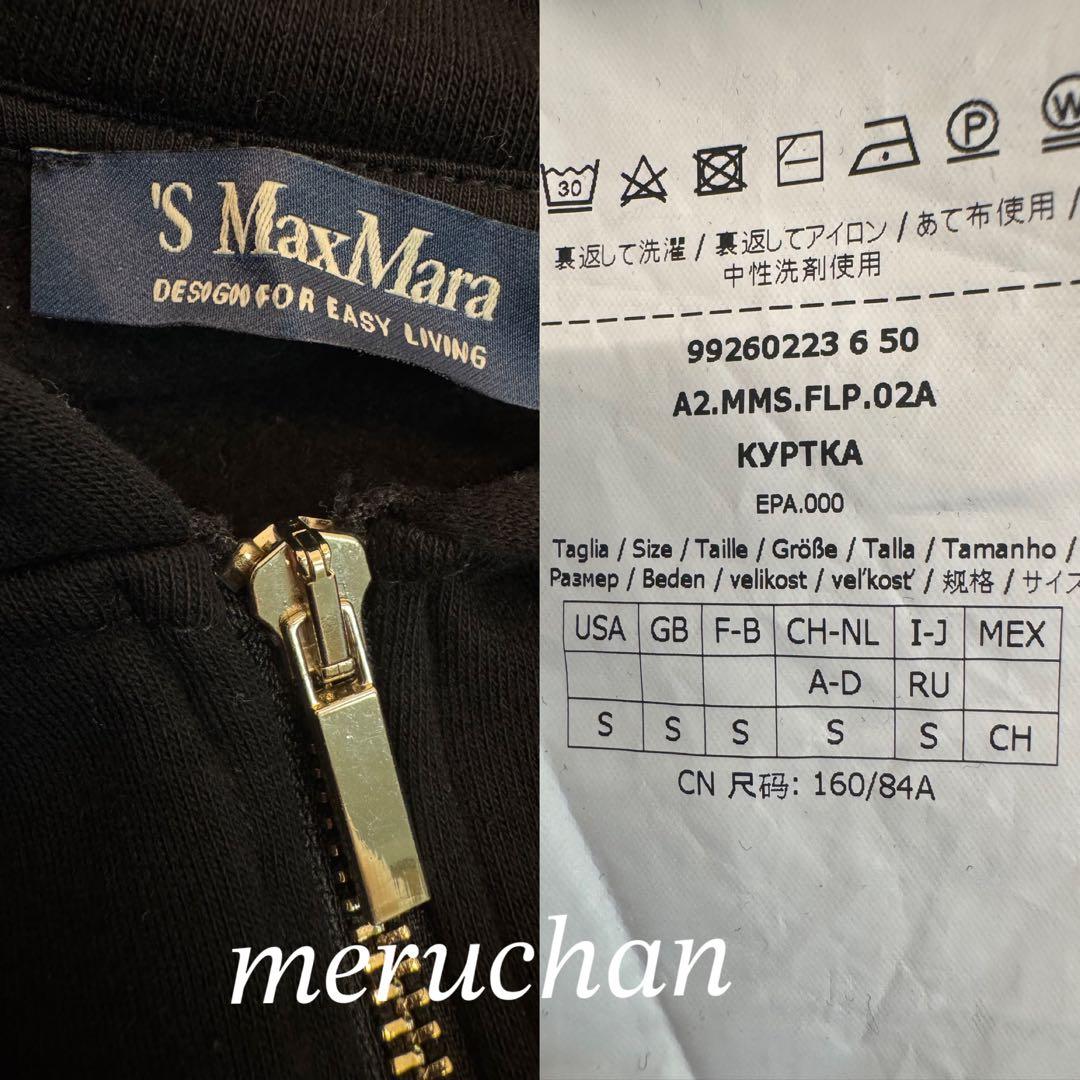 'S MaxMara
DESIGN FOR EASY LIVING
30
P
W
裏返して洗濯 / 裏返してアイロン / あて布使用 /
中性洗剤使用
99260223 6 50
A2.MMS.FLP.02A
КУРТКА
EPA.000
Taglia / Size / Taille / Größe / Talla / Tamanho /
Размер / Beden / velikost / veľkosť / 规格 / サイズ
USA GB F-B CH-NL I-J MEX
A-D RU
S S S S S CH
CN 尺码: 160/84A
meruchan